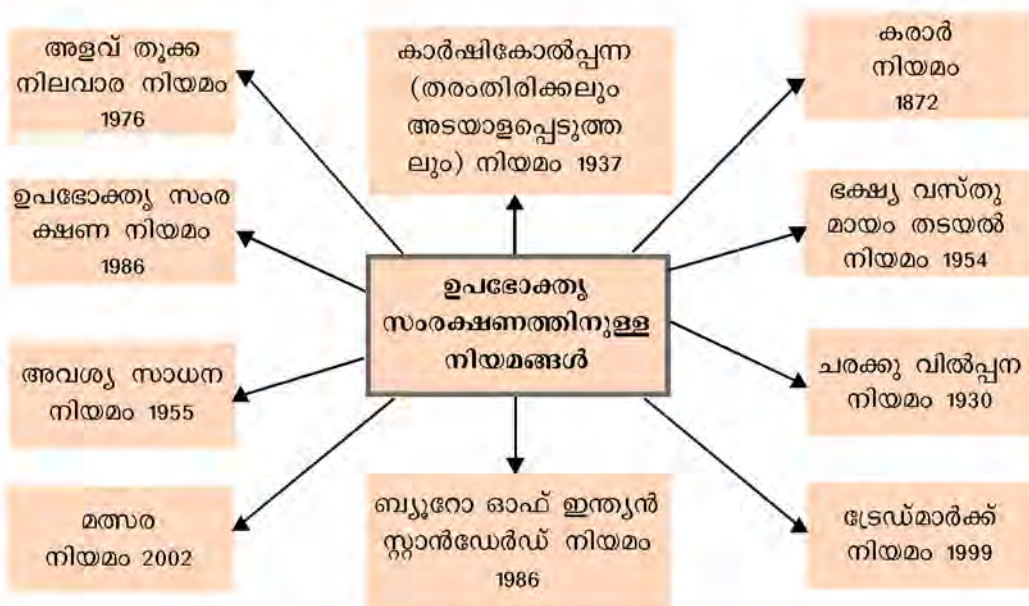 അളവ് തൂക്ക
നിലവാര നിയമം
1976
കാർഷികോൽപ്പന്ന
(തരംതിരിക്കലും
അടയാളപ്പെടുത്ത
ലും) നിയമം 1937
കരാർ
നിയമം
1872
ഉപഭോക്തൃ സംര
ക്ഷണ നിയമം
1986
ഭക്ഷ്യ വസ്തു
മായം തടയൽ
നിയമം 1954
ഉപഭോക്തൃ
സംരക്ഷണത്തിനുള്ള
നിയമങ്ങൾ
അവശ്യ സാധന
നിയമം 1955
ചരക്കു വിൽപ്പന
നിയമം 1930
മത്സര
നിയമം 2002
ബ്യൂറോ ഓഫ് ഇന്ത്യൻ
സ്റ്റാൻഡേർഡ് നിയമം
1986
ട്രേഡ്മാർക്ക്
നിയമം 1999